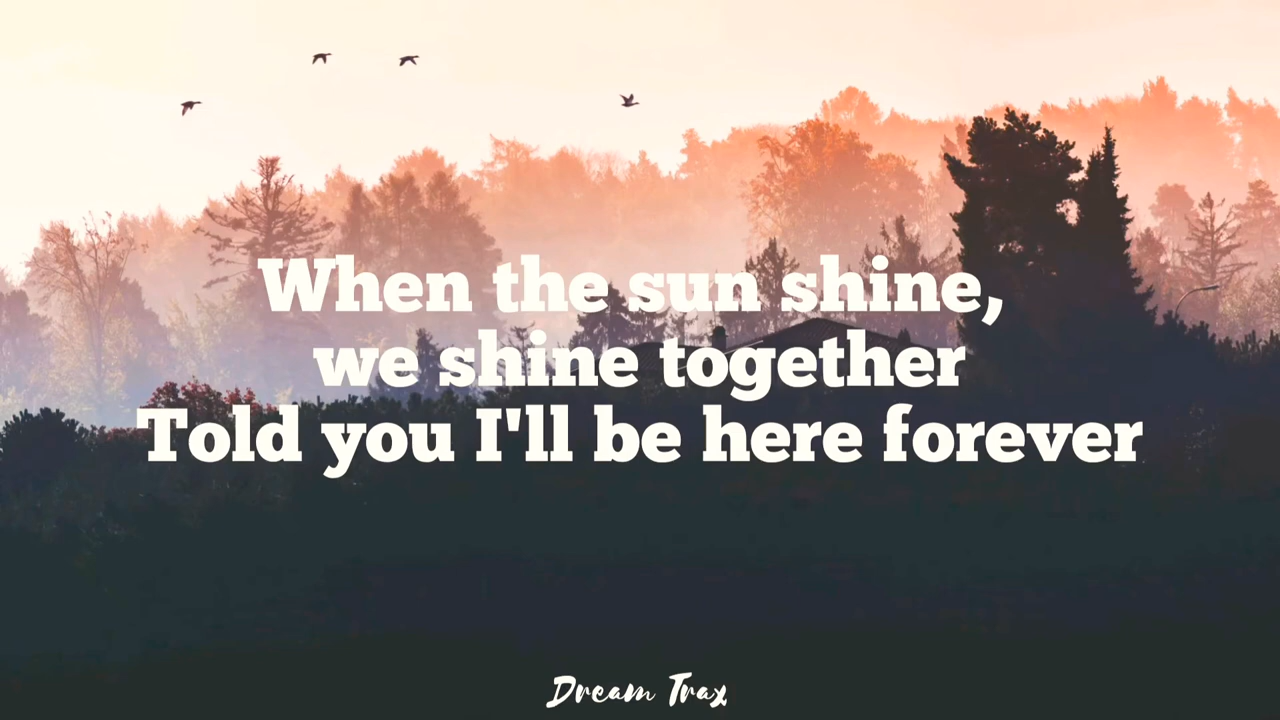 When the sun shine,
we shine together
Told you I'll be here forever
Dream Trax